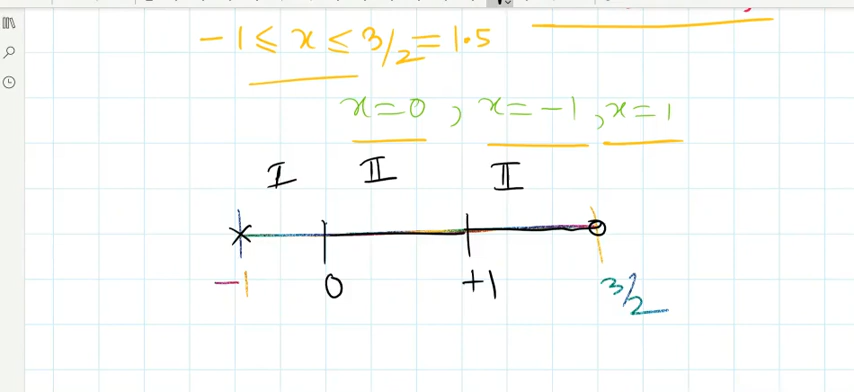 -1 ≤ x ≤ 3/2 = 1.5
x=0 , x=-1 , x=1
I II II
-1 0 +1 3/2